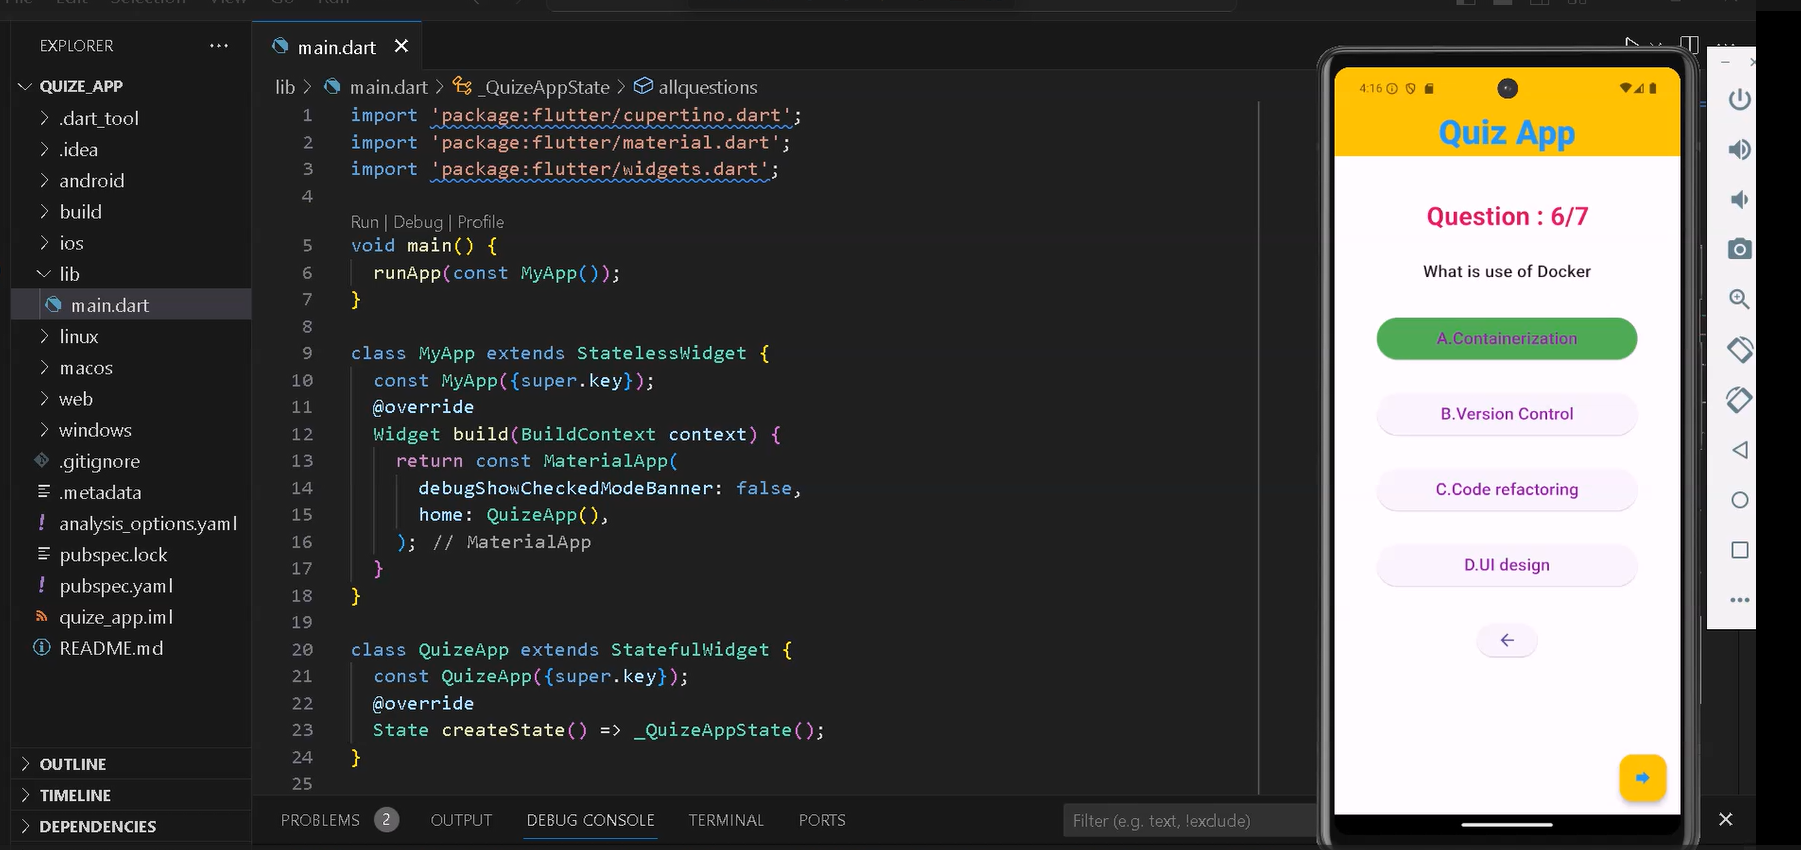 File Edit Selection View Go Run
EXPLORER
QUIZE_APP
.dart_tool
.idea
android
build
ios
lib
main.dart
linux
macos
web
windows
.gitignore
.metadata
analysis_options.yaml
pubspec.lock
pubspec.yaml
quize_app.iml
README.md
OUTLINE
TIMELINE
DEPENDENCIES
main.dart
lib > main.dart > _QuizeAppState > allquestions
1 import 'package:flutter/cupertino.dart';
2 import 'package:flutter/material.dart';
3 import 'package:flutter/widgets.dart';
4
Run | Debug | Profile
5 void main() {
6 runApp(const MyApp());
7 }
8
9 class MyApp extends StatelessWidget {
10 const MyApp({super.key});
11 @override
12 Widget build(BuildContext context) {
13 return const MaterialApp(
14 debugShowCheckedModeBanner: false,
15 home: QuizeApp(),
16 ); // MaterialApp
17 }
18 }
19
20 class QuizeApp extends StatefulWidget {
21 const QuizeApp({super.key});
22 @override
23 State createState() => _QuizeAppState();
24 }
25
PROBLEMS 2 OUTPUT DEBUG CONSOLE TERMINAL PORTS
Filter (e.g. text, !exclude)
4:16
Quiz App
Question : 6/7
What is use of Docker
A.Containerization
B.Version Control
C.Code refactoring
D.UI design